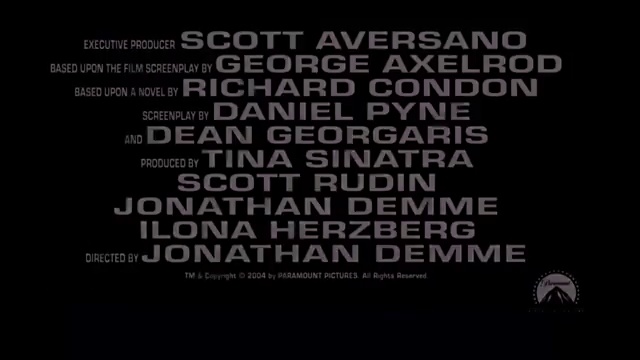 EXECUTIVE PRODUCER SCOTT AVERSANO
BASED UPON THE FILM SCREENPLAY BY GEORGE AXELROD
BASED UPON A NOVEL BY RICHARD CONDON
SCREENPLAY BY DANIEL PYNE
AND DEAN GEORGARIS
PRODUCED BY TINA SINATRA
SCOTT RUDIN
JONATHAN DEMME
ILONA HERZBERG
DIRECTED BY JONATHAN DEMME
TM & Copyright © 2004 by PARAMOUNT PICTURES. All Rights Reserved
Paramount